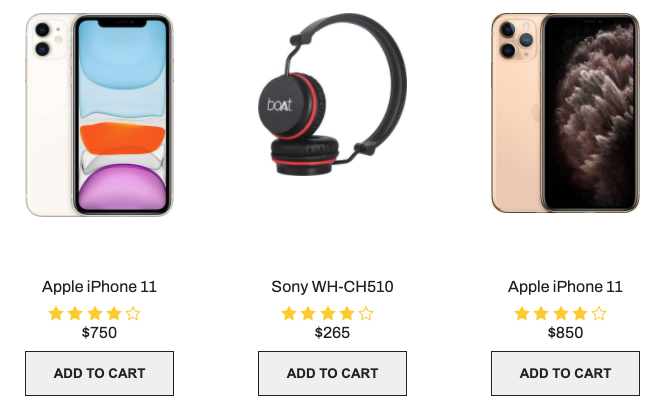 boAt
Apple iPhone 11
Sony WH-CH510
Apple iPhone 11
$750
$265
$850
ADD TO CART
ADD TO CART
ADD TO CART